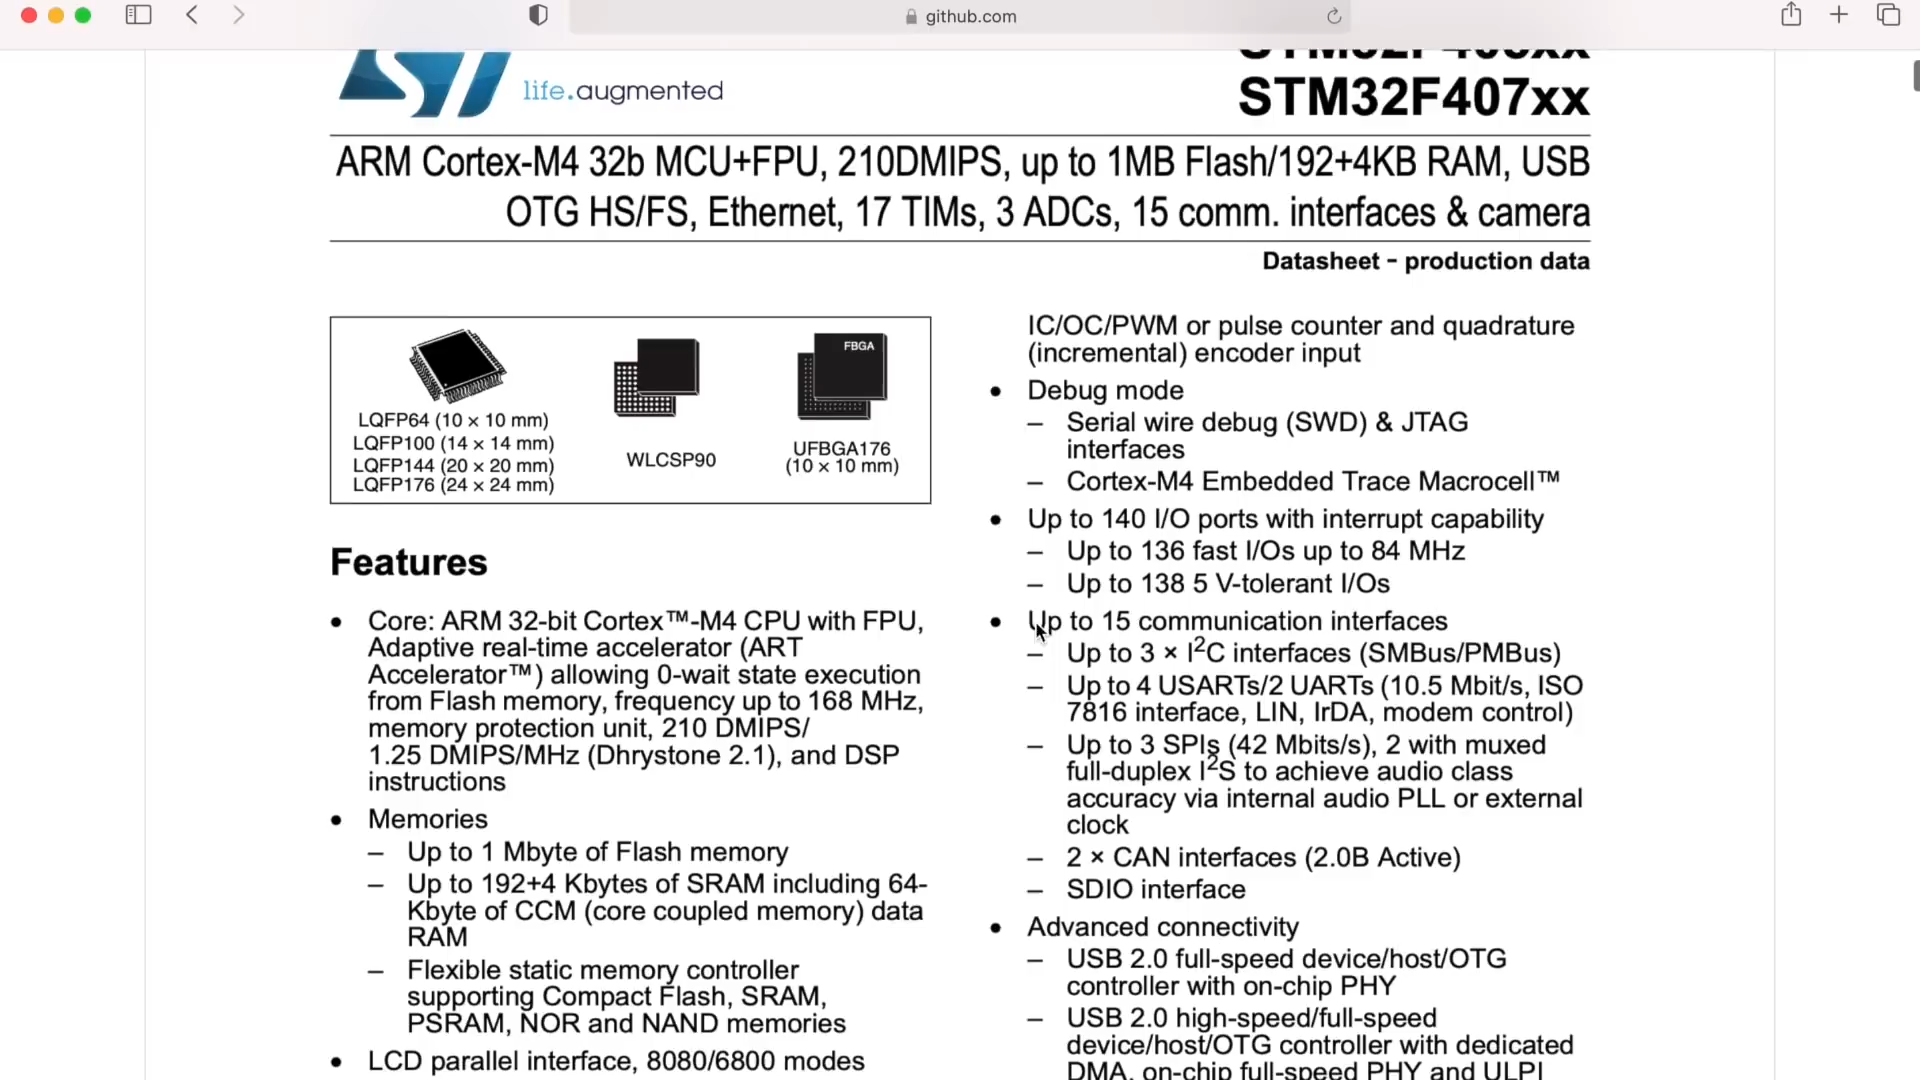 github.com
STM32F405xx
life.augmented
STM32F407xx
ARM Cortex-M4 32b MCU+FPU, 210DMIPS, up to 1MB Flash/192+4KB RAM, USB
OTG HS/FS, Ethernet, 17 TIMs, 3 ADCs, 15 comm. interfaces & camera
Datasheet - production data
FBGA
LQFP64 (10 × 10 mm)
LQFP100 (14 × 14 mm)
LQFP144 (20 × 20 mm)
LQFP176 (24 × 24 mm)
WLCSP90
UFBGA176
(10 × 10 mm)
Features
• Core: ARM 32-bit Cortex™-M4 CPU with FPU,
Adaptive real-time accelerator (ART
Accelerator™) allowing 0-wait state execution
from Flash memory, frequency up to 168 MHz,
memory protection unit, 210 DMIPS/
1.25 DMIPS/MHz (Dhrystone 2.1), and DSP
instructions
• Memories
– Up to 1 Mbyte of Flash memory
– Up to 192+4 Kbytes of SRAM including 64-
Kbyte of CCM (core coupled memory) data
RAM
– Flexible static memory controller
supporting Compact Flash, SRAM,
PSRAM, NOR and NAND memories
• LCD parallel interface, 8080/6800 modes
IC/OC/PWM or pulse counter and quadrature
(incremental) encoder input
• Debug mode
– Serial wire debug (SWD) & JTAG
interfaces
– Cortex-M4 Embedded Trace Macrocell™
• Up to 140 I/O ports with interrupt capability
– Up to 136 fast I/Os up to 84 MHz
– Up to 138 5 V-tolerant I/Os
• Up to 15 communication interfaces
– Up to 3 × I²C interfaces (SMBus/PMBus)
– Up to 4 USARTs/2 UARTs (10.5 Mbit/s, ISO
7816 interface, LIN, IrDA, modem control)
– Up to 3 SPIs (42 Mbits/s), 2 with muxed
full-duplex I²S to achieve audio class
accuracy via internal audio PLL or external
clock
– 2 × CAN interfaces (2.0B Active)
– SDIO interface
• Advanced connectivity
– USB 2.0 full-speed device/host/OTG
controller with on-chip PHY
– USB 2.0 high-speed/full-speed
device/host/OTG controller with dedicated
DMA, on-chip full-speed PHY and ULPI